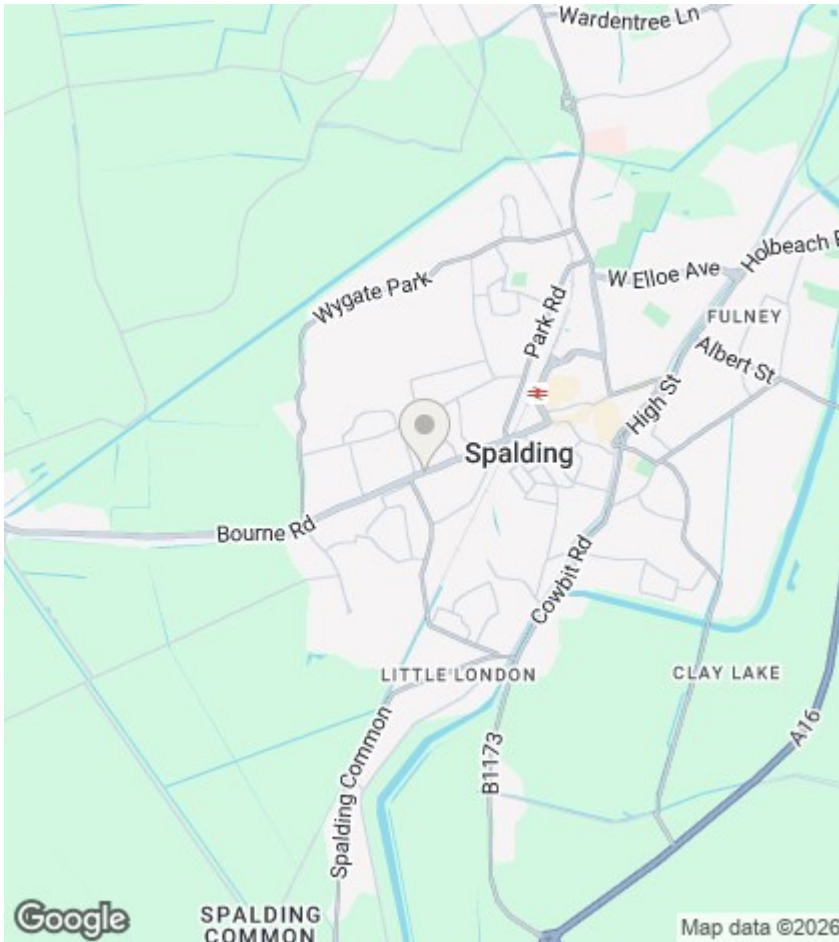 Wardentree Ln
Holbeach
W Elloe Ave
Wygate Park
FULNEY
Park Rd
Albert St
High St
Spalding
Bourne Rd
Cowbit Rd
LITTLE LONDON
CLAY LAKE
A16
Spalding Common
B1173
Google
SPALDING
COMMON
Map data